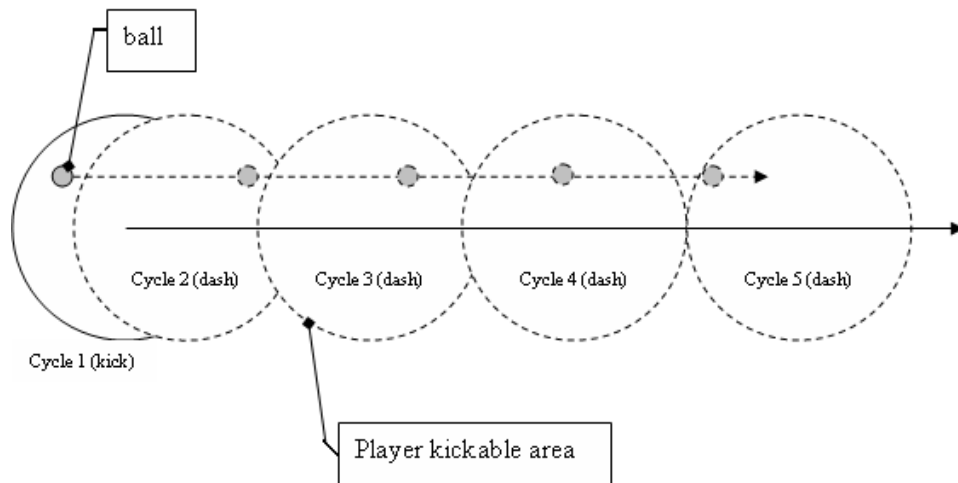 ball
Cycle 2 (dash)
Cycle 3 (dash)
Cycle 4 (dash)
Cycle 5 (dash)
Cycle 1 (kick)
Player kickable area